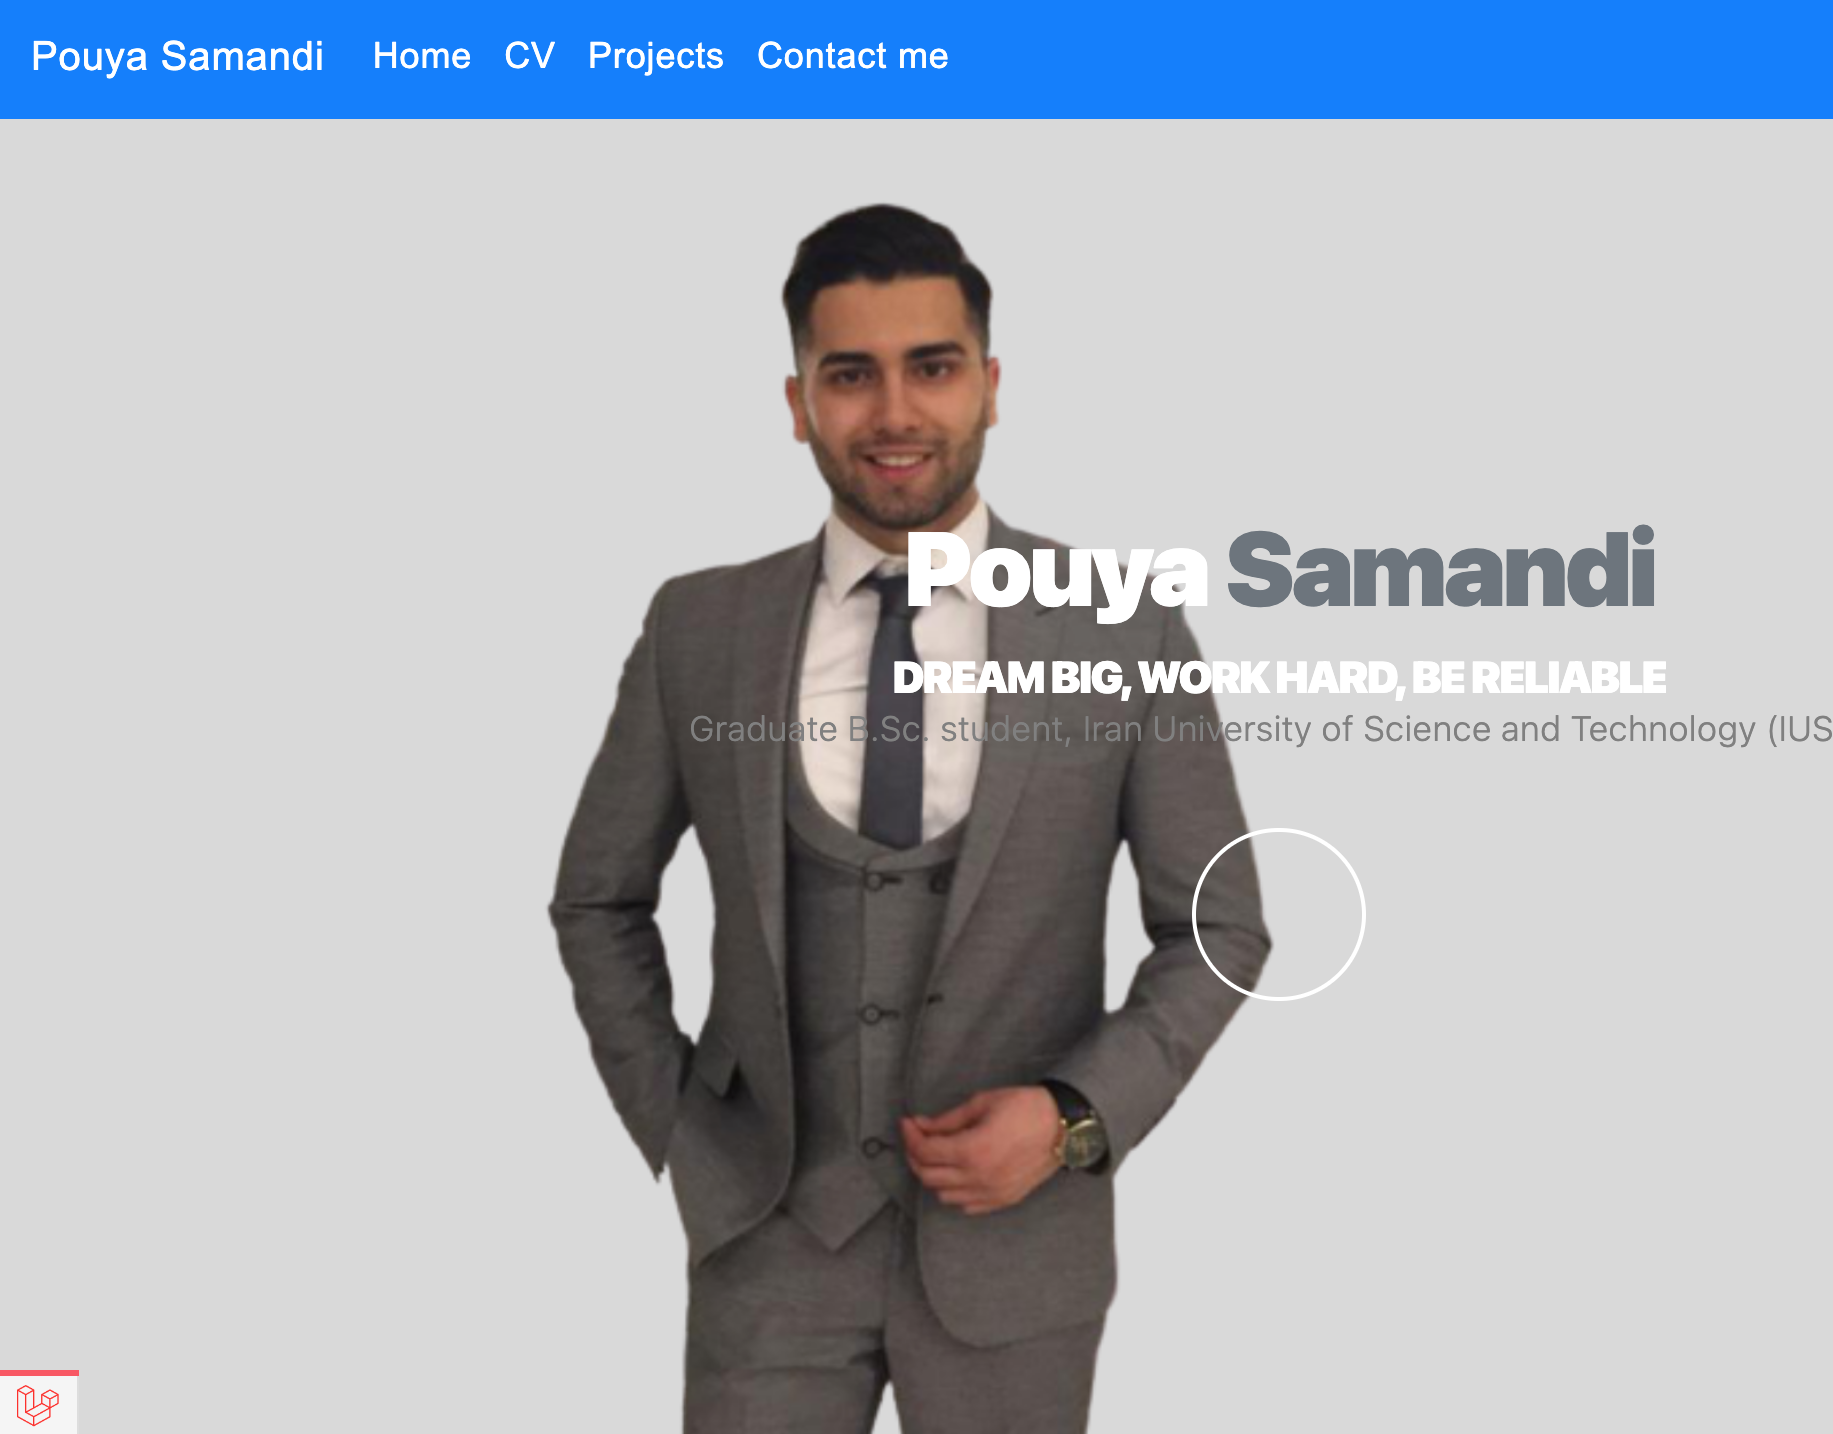 Pouya Samandi Home CV Projects Contact me
Pouya Samandi
DREAM BIG, WORK HARD, BE RELIABLE
Graduate B.Sc. student, Iran University of Science and Technology (IUS